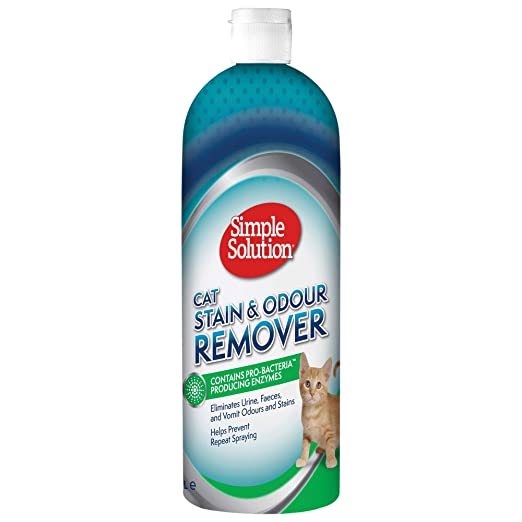 Simple
Solution®
CAT
STAIN & ODOUR
REMOVER
CONTAINS PRO-BACTERIA™
PRODUCING ENZYMES
Eliminates Urine, Faeces,
and Vomit Odours and Stains
Helps Prevent
Repeat Spraying
L ℮